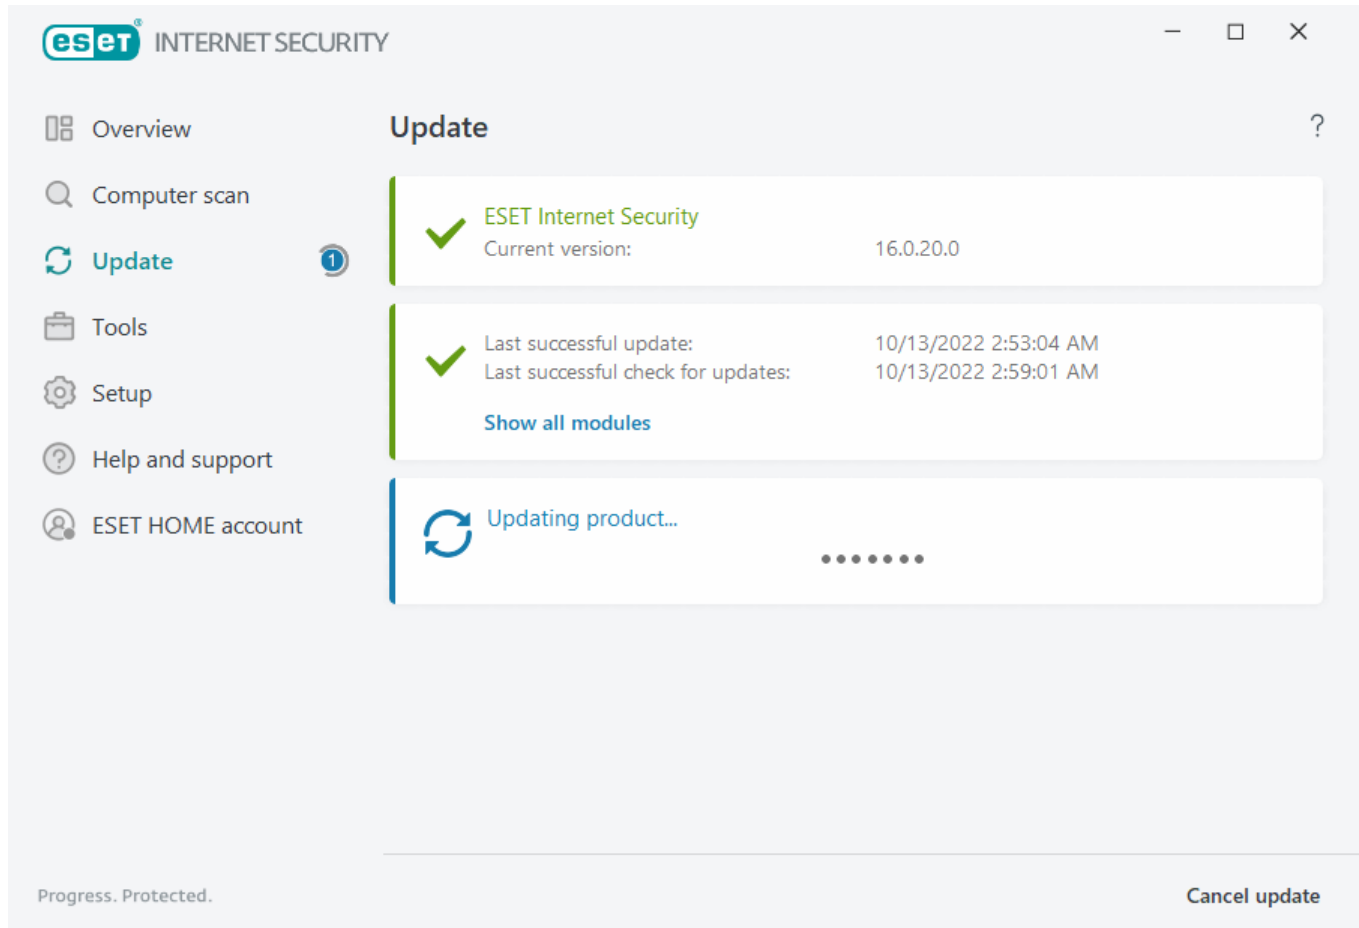 eset® INTERNET SECURITY
Overview
Computer scan
Update 1
Tools
Setup
Help and support
ESET HOME account
Update ?
ESET Internet Security
Current version: 16.0.20.0
Last successful update: 10/13/2022 2:53:04 AM
Last successful check for updates: 10/13/2022 2:59:01 AM
Show all modules
Updating product...
Progress. Protected.
Cancel update